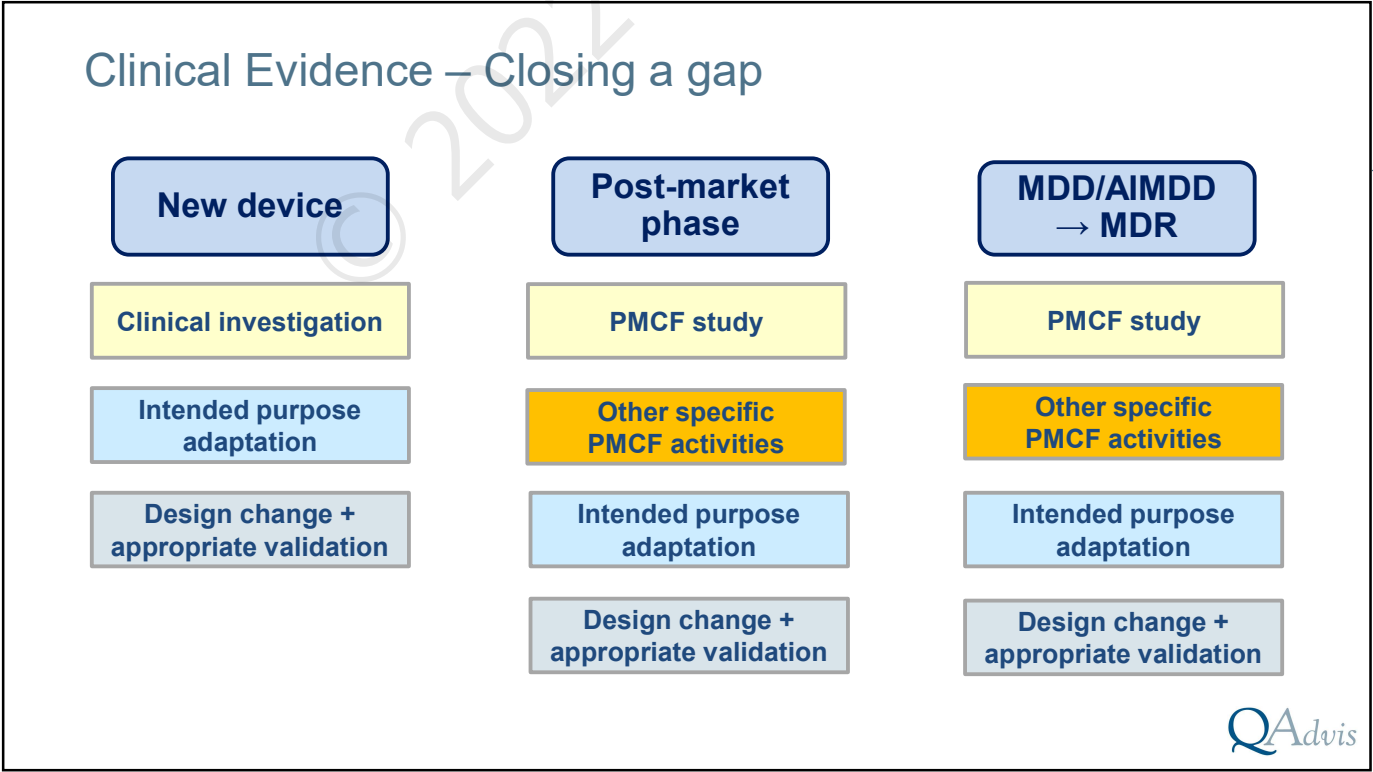 Clinical Evidence – Closing a gap
© 2022
New device
Clinical investigation
Intended purpose
adaptation
Design change +
appropriate validation
Post-market
phase
PMCF study
Other specific
PMCF activities
Intended purpose
adaptation
Design change +
appropriate validation
MDD/AIMDD
→ MDR
PMCF study
Other specific
PMCF activities
Intended purpose
adaptation
Design change +
appropriate validation
QAdvis